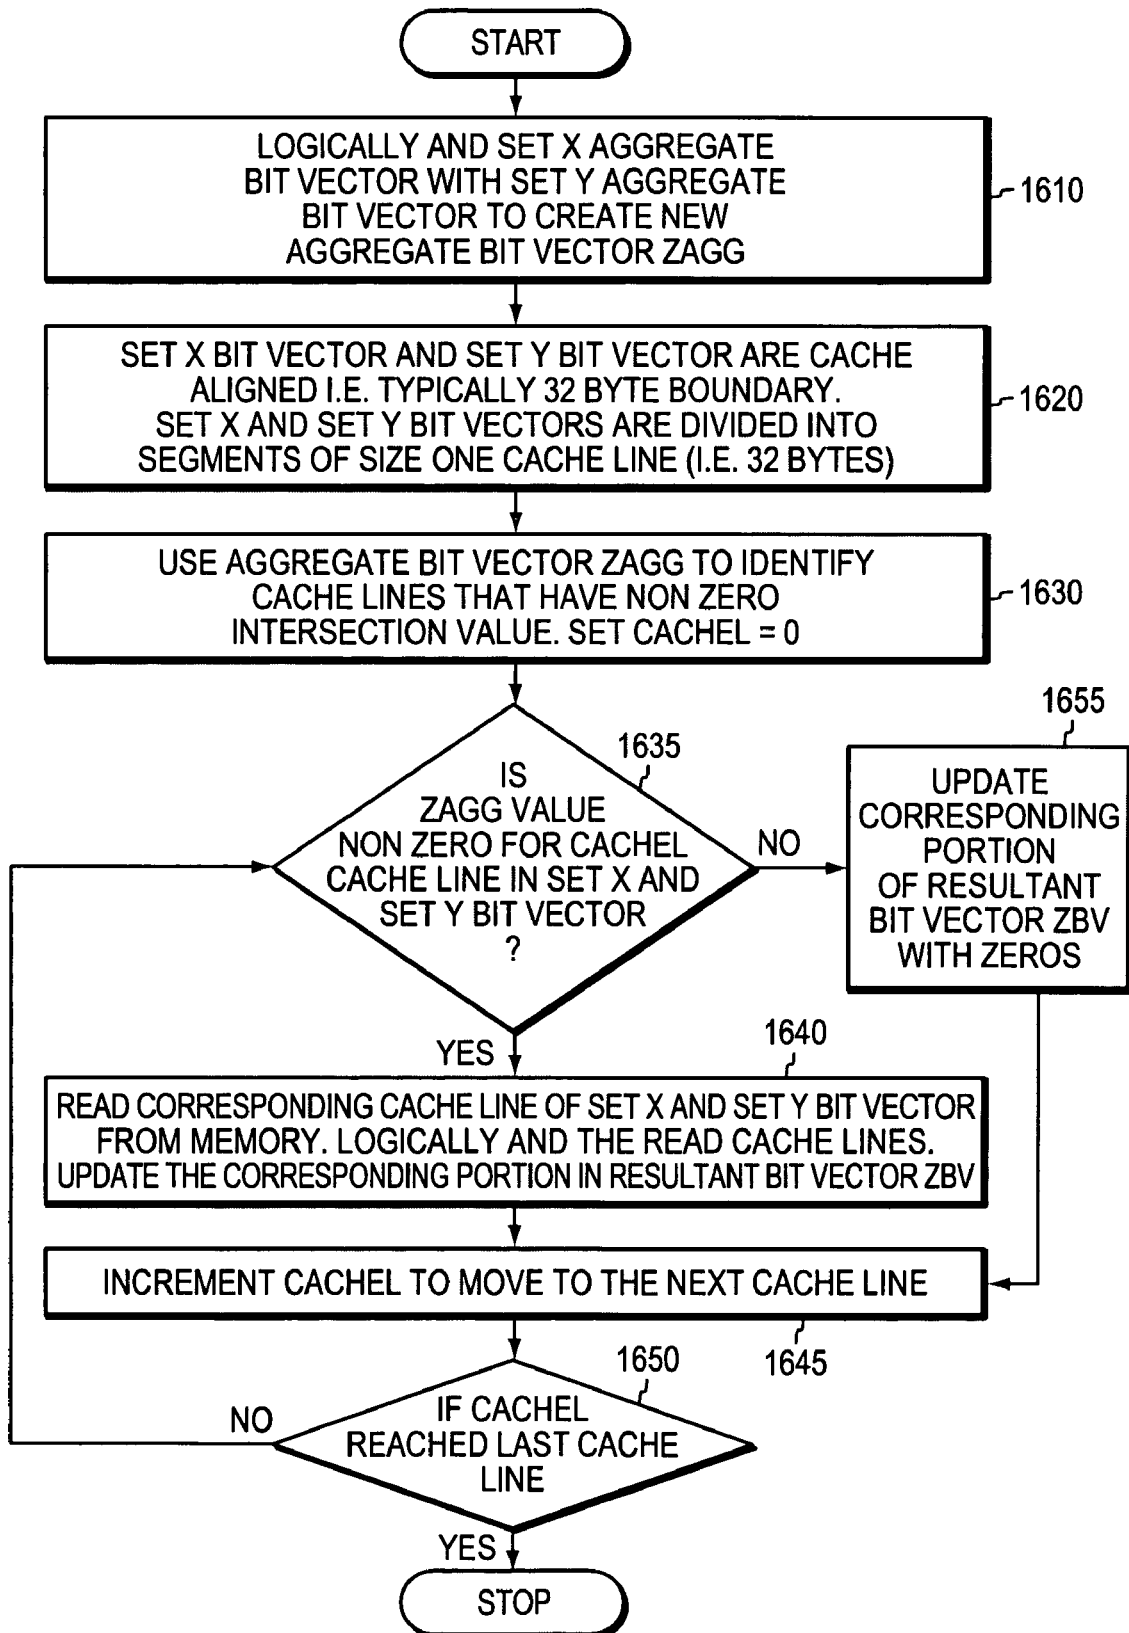 START
LOGICALLY AND SET X AGGREGATE
BIT VECTOR WITH SET Y AGGREGATE
BIT VECTOR TO CREATE NEW
AGGREGATE BIT VECTOR ZAGG
1610
SET X BIT VECTOR AND SET Y BIT VECTOR ARE CACHE
ALIGNED I.E. TYPICALLY 32 BYTE BOUNDARY.
SET X AND SET Y BIT VECTORS ARE DIVIDED INTO
SEGMENTS OF SIZE ONE CACHE LINE (I.E. 32 BYTES)
1620
USE AGGREGATE BIT VECTOR ZAGG TO IDENTIFY
CACHE LINES THAT HAVE NON ZERO
INTERSECTION VALUE. SET CACHEL = 0
1630
1635
IS
ZAGG VALUE
NON ZERO FOR CACHEL
CACHE LINE IN SET X AND
SET Y BIT VECTOR
?
NO
1655
UPDATE
CORRESPONDING
PORTION
OF RESULTANT
BIT VECTOR ZBV
WITH ZEROS
YES
1640
READ CORRESPONDING CACHE LINE OF SET X AND SET Y BIT VECTOR
FROM MEMORY. LOGICALLY AND THE READ CACHE LINES.
UPDATE THE CORRESPONDING PORTION IN RESULTANT BIT VECTOR ZBV
INCREMENT CACHEL TO MOVE TO THE NEXT CACHE LINE
1645
1650
IF CACHEL
REACHED LAST CACHE
LINE
NO
YES
STOP